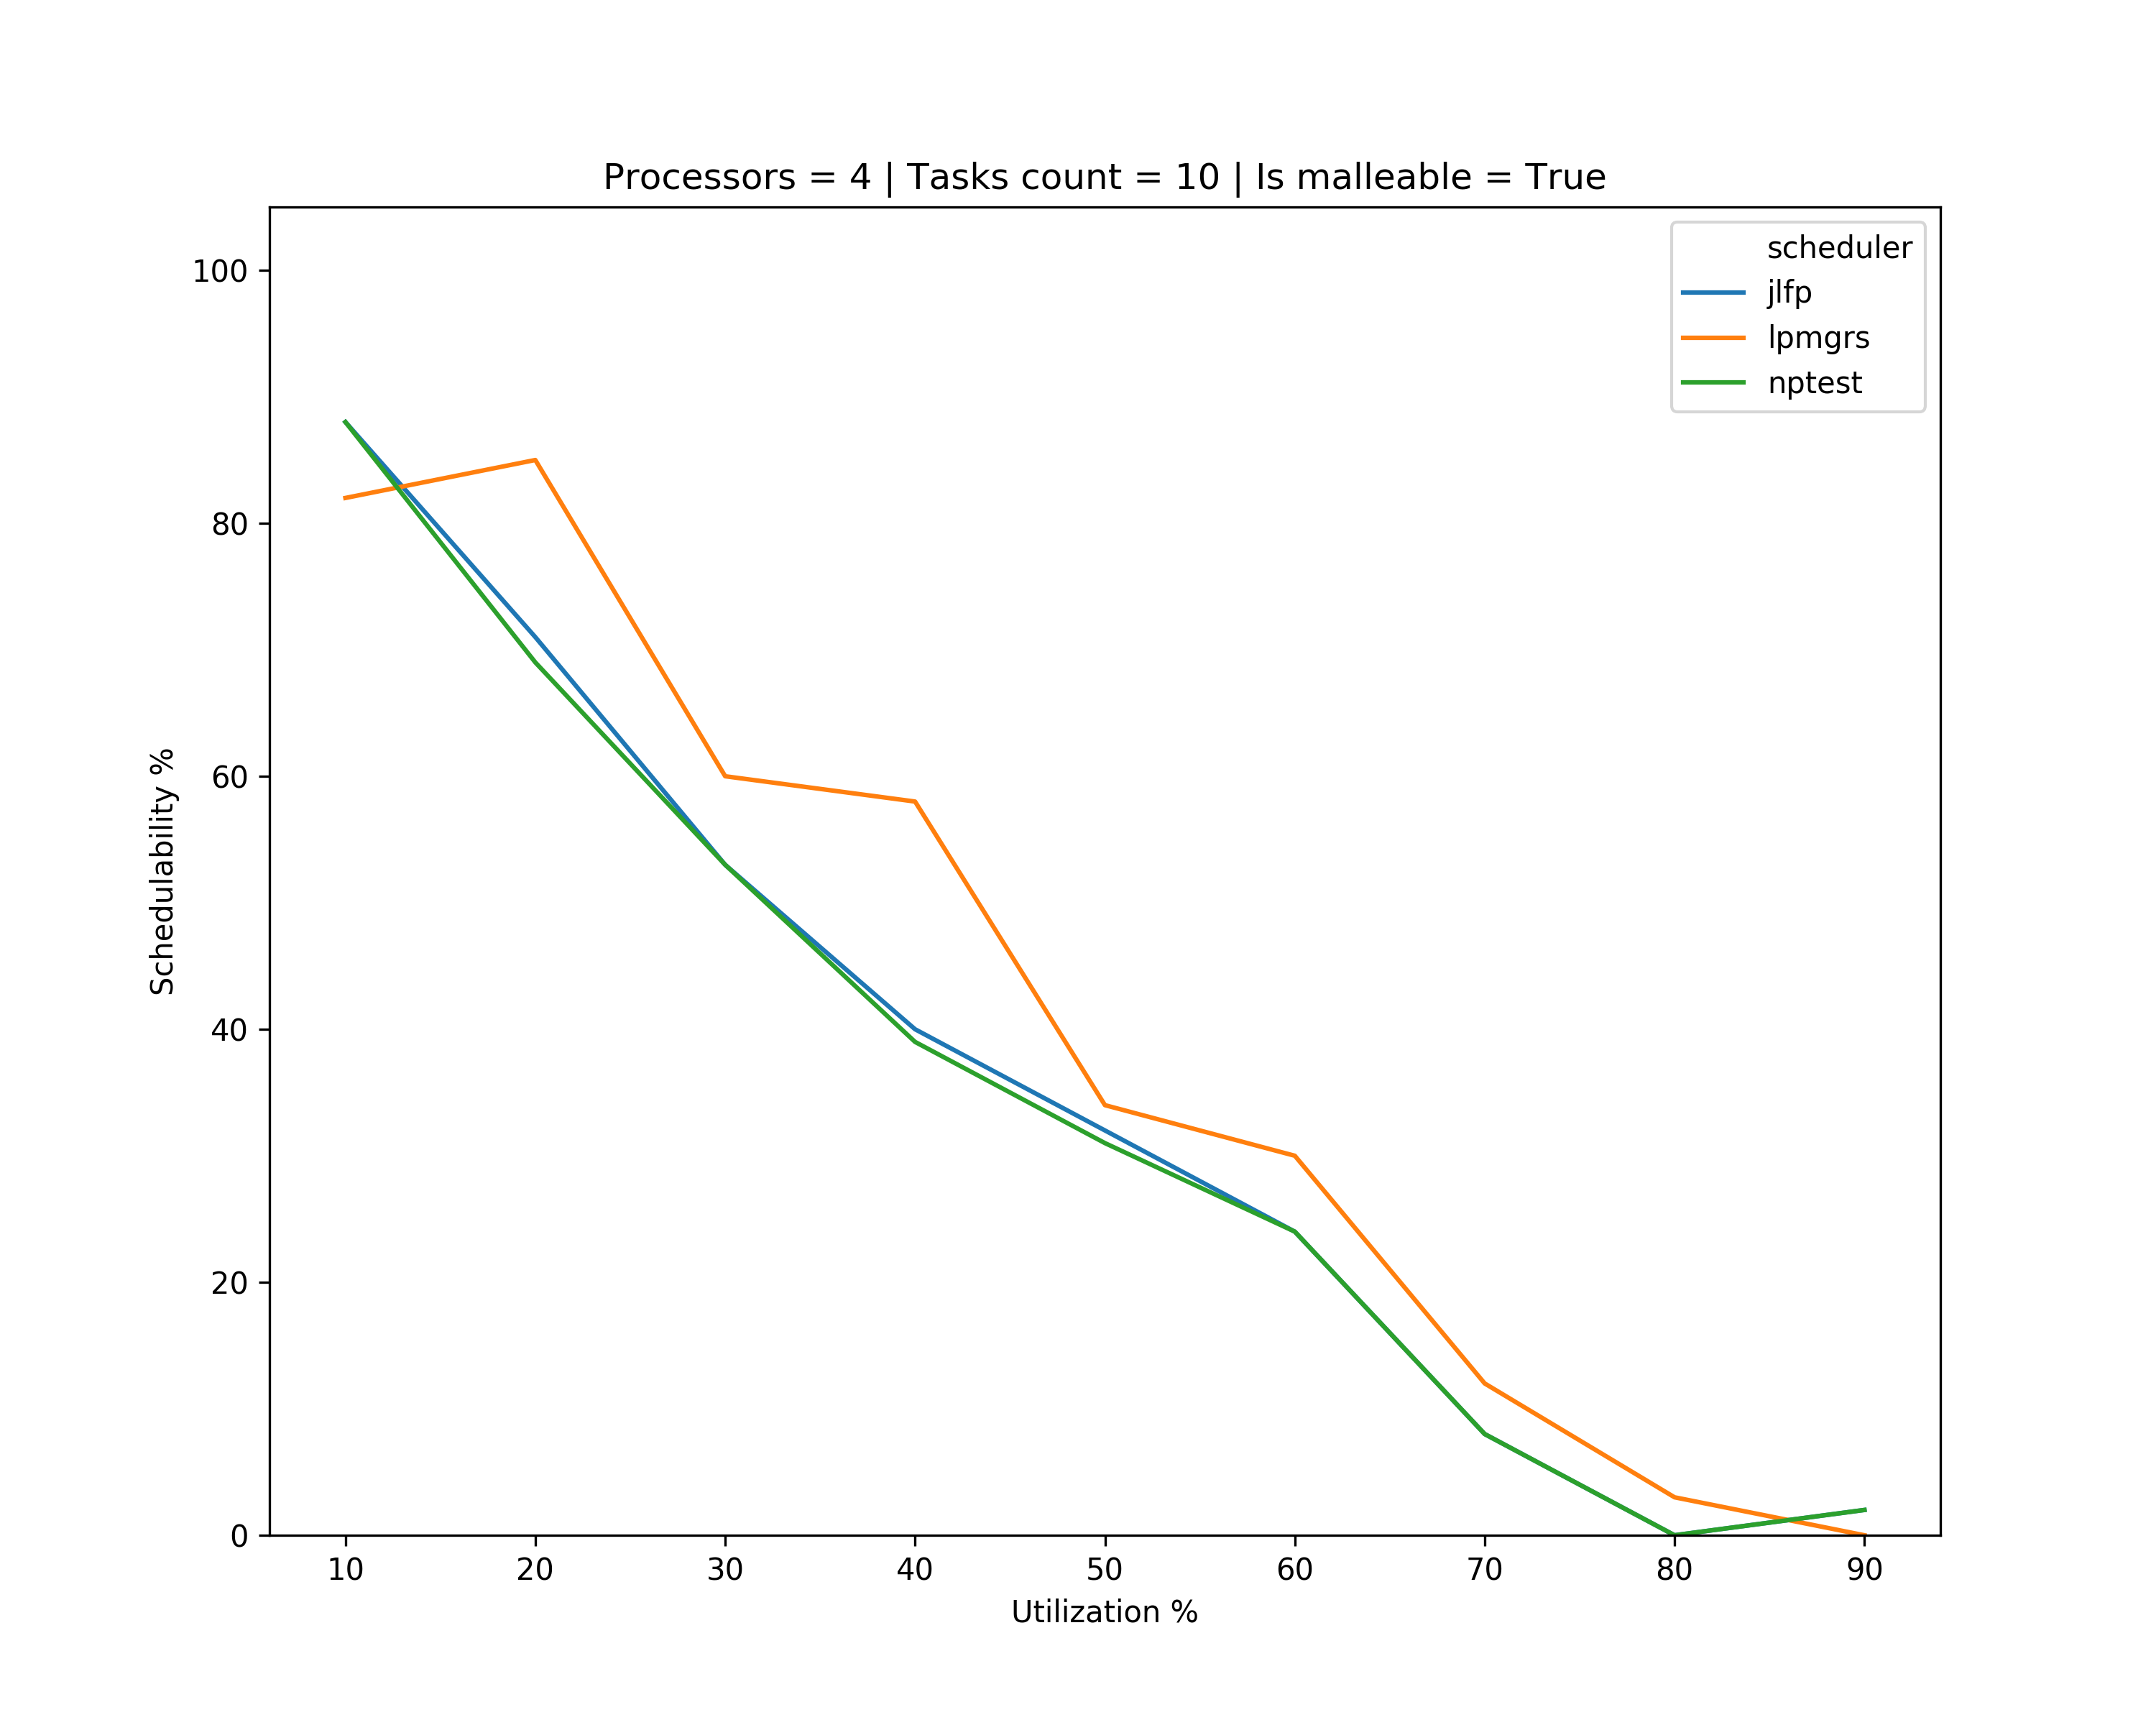 Processors = 4 | Tasks count = 10 | Is malleable = True
scheduler
jlfp
lpmgrs
nptest
100
80
60
40
20
0
Schedulability %
10 20 30 40 50 60 70 80 90
Utilization %